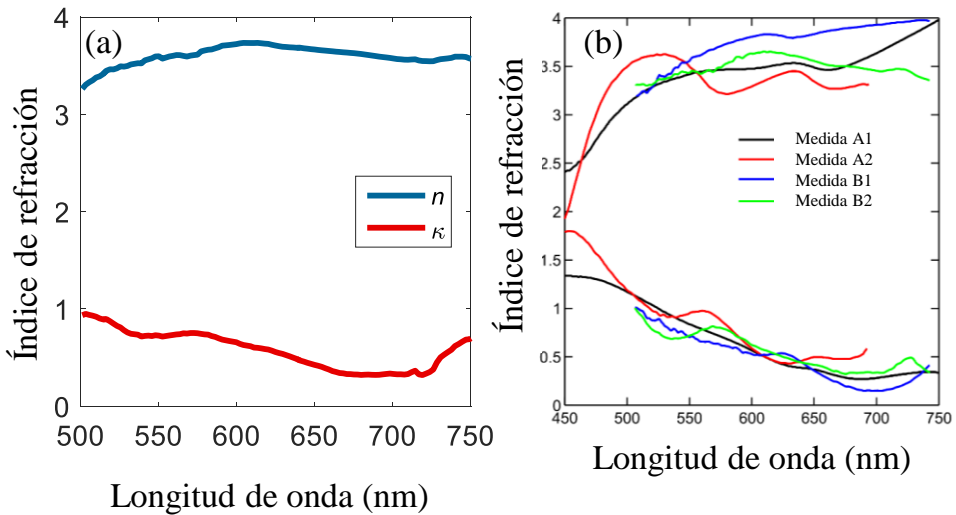 (a)
Índice de refracción
4
3
2
1
0
n
κ
500 550 600 650 700 750
Longitud de onda (nm)
(b)
Índice de refracción
4
3.5
3
2.5
2
1.5
1
0.5
0
Medida A1
Medida A2
Medida B1
Medida B2
450 500 550 600 650 700 750
Longitud de onda (nm)